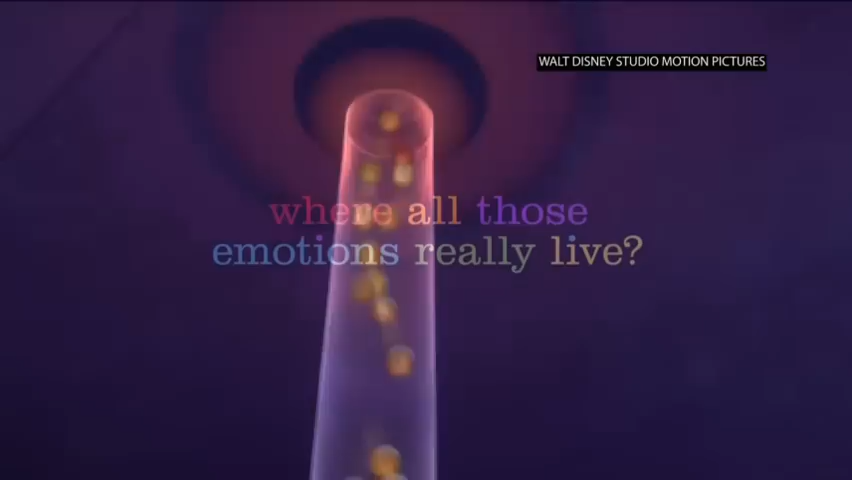 WALT DISNEY STUDIO MOTION PICTURES
where all those
emotions really live?